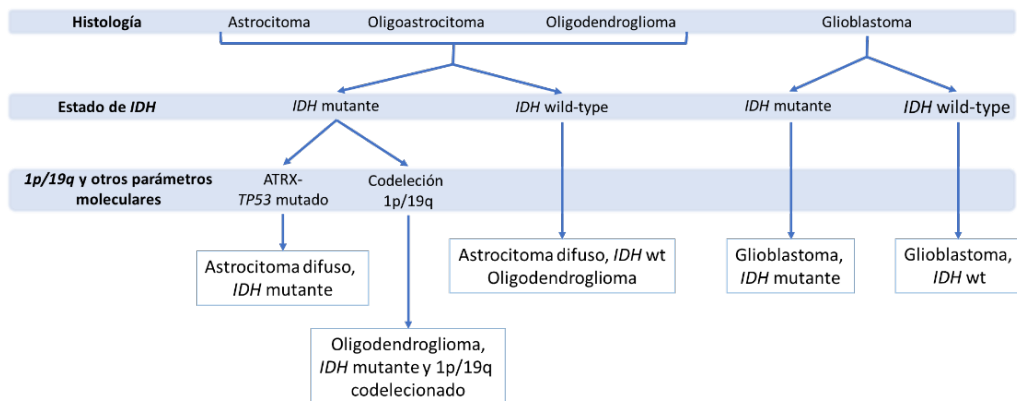 Histología
Astrocitoma
Oligoastrocitoma
Oligodendroglioma
Glioblastoma
Estado de IDH
IDH mutante
IDH wild-type
IDH mutante
IDH wild-type
1p/19q y otros parámetros
moleculares
ATRX-
TP53 mutado
Codeleción
1p/19q
Astrocitoma difuso,
IDH mutante
Astrocitoma difuso, IDH wt
Oligodendroglioma
Glioblastoma,
IDH mutante
Glioblastoma,
IDH wt
Oligodendroglioma,
IDH mutante y 1p/19q
codelecionado